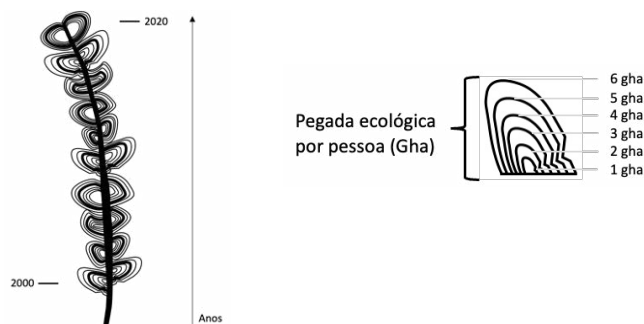 2020
2000
Anos
Pegada ecológica
por pessoa (Gha)
6 gha
5 gha
4 gha
3 gha
2 gha
1 gha